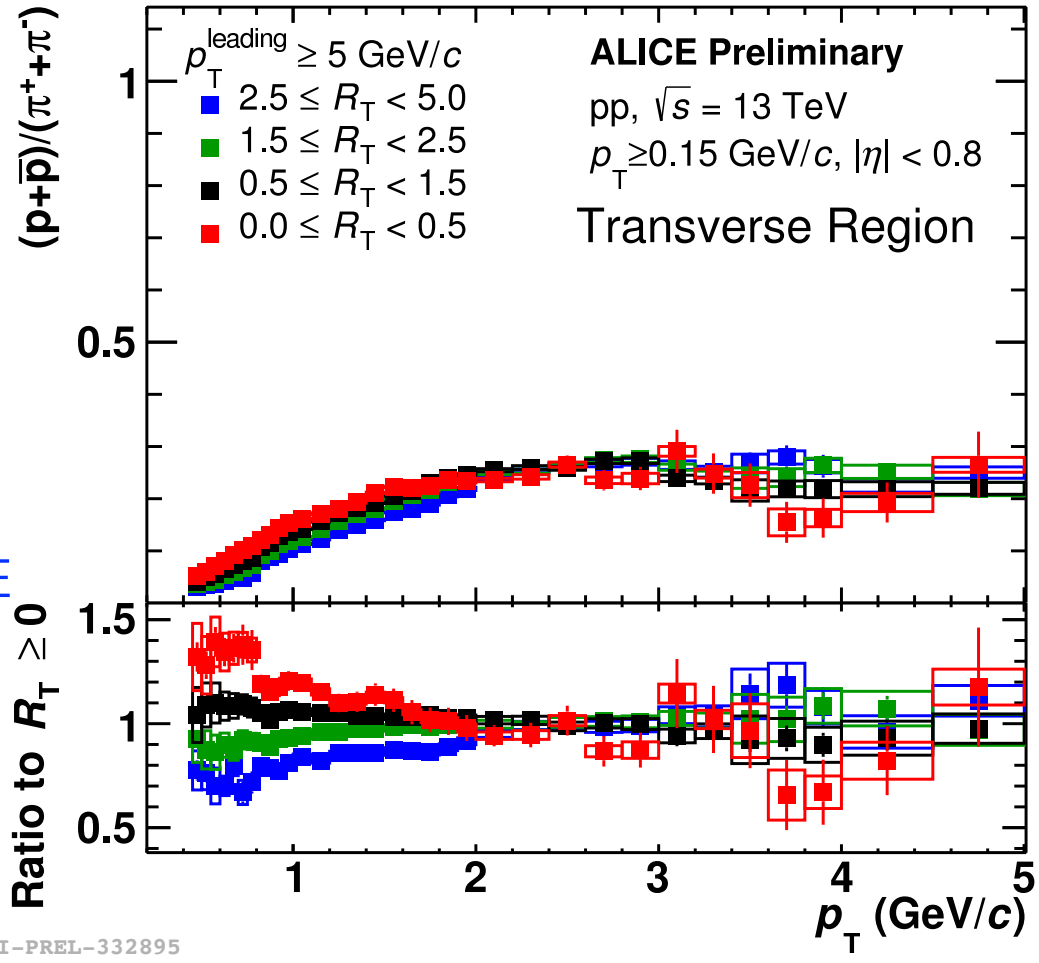 (p+p̅)/(π⁺+π⁻)
1
0.5
p_T^leading ≥ 5 GeV/c
2.5 ≤ R_T < 5.0
1.5 ≤ R_T < 2.5
0.5 ≤ R_T < 1.5
0.0 ≤ R_T < 0.5
ALICE Preliminary
pp, √s = 13 TeV
p_T≥0.15 GeV/c, |η| < 0.8
Transverse Region
Ratio to R_T ≥ 0
1.5
1
0.5
1 2 3 4 5
p_T (GeV/c)
I-PREL-332895